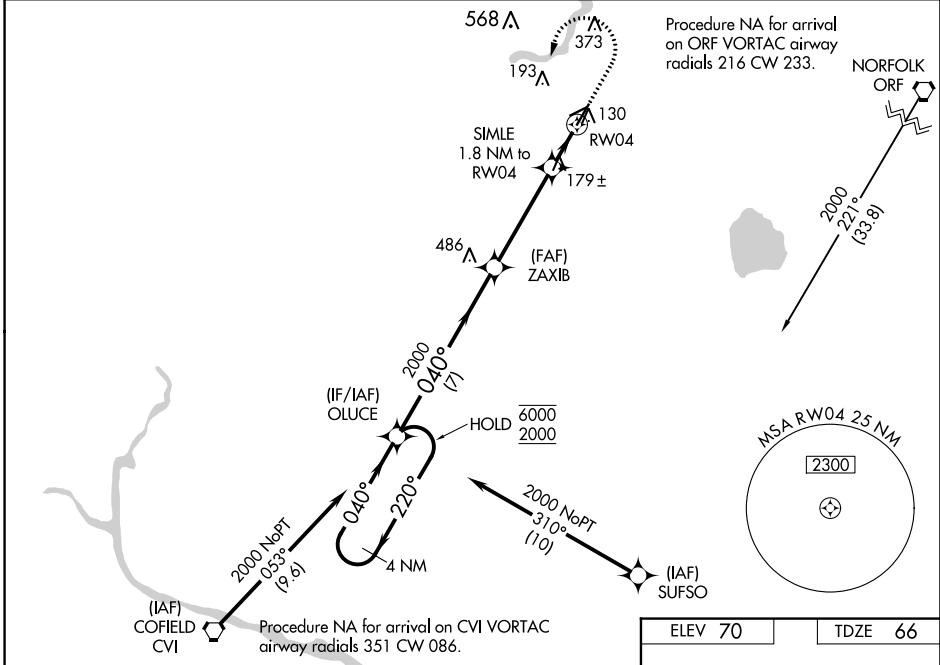 568
373
Procedure NA for arrival
on ORF VORTAC airway
radials 216 CW 233.
193
NORFOLK
ORF
130
RW04
SIMLE
1.8 NM to
RW04
179±
2000
221°
(33.8)
486
(FAF)
ZAXIB
2000
040°
(7)
(IF/IAF)
OLUCE
HOLD
6000
2000
MSA RW04 25 NM
2300
040°
220°
4 NM
2000 NoPT
310°
(10)
2000 NoPT
053°
(9.6)
(IAF)
SUFSO
(IAF)
COFIELD
CVI
Procedure NA for arrival on CVI VORTAC
airway radials 351 CW 086.
ELEV 70
TDZE 66